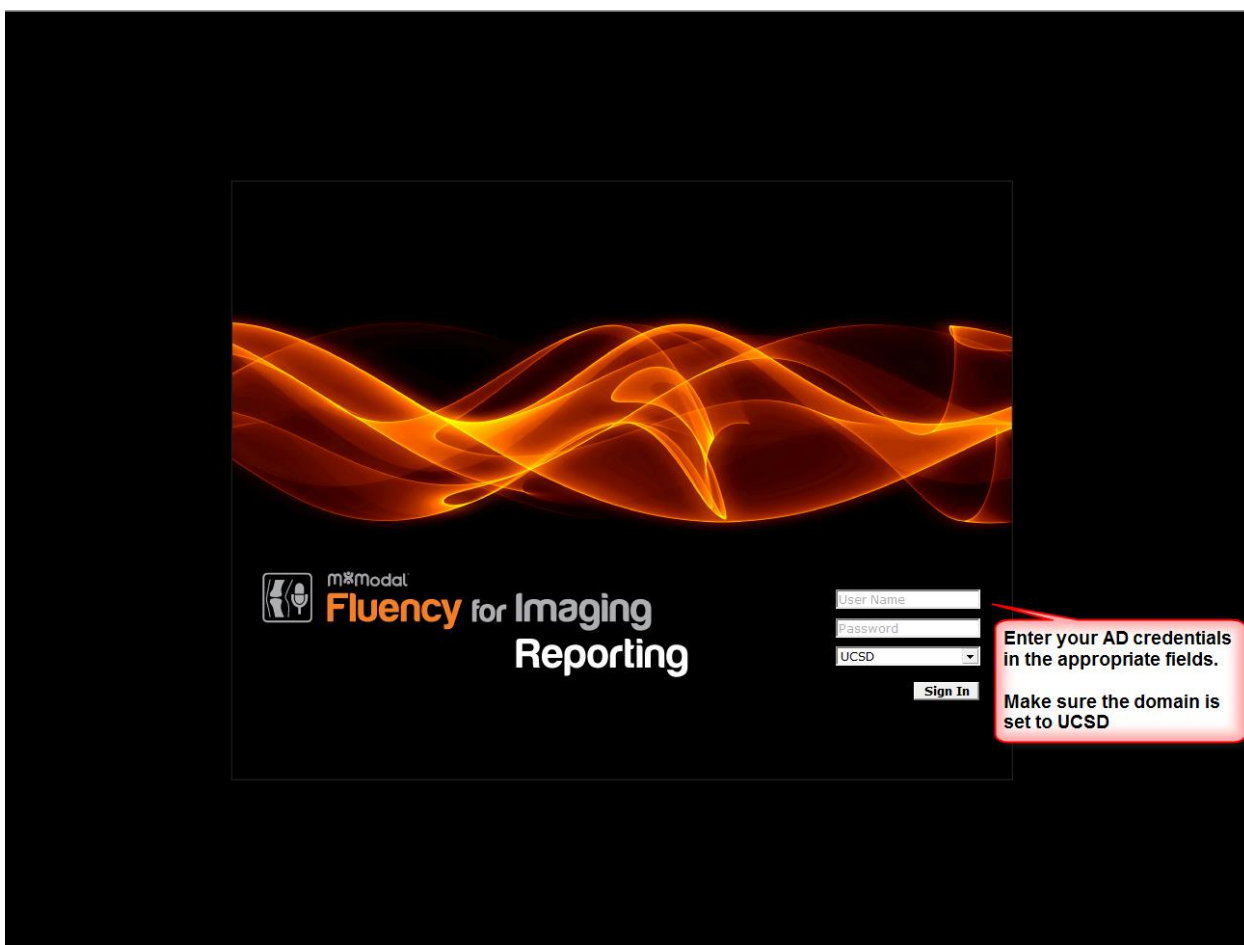 M*Modal
Fluency for Imaging
Reporting
User Name
Password
UCSD
Sign In
Enter your AD credentials
in the appropriate fields.
Make sure the domain is
set to UCSD